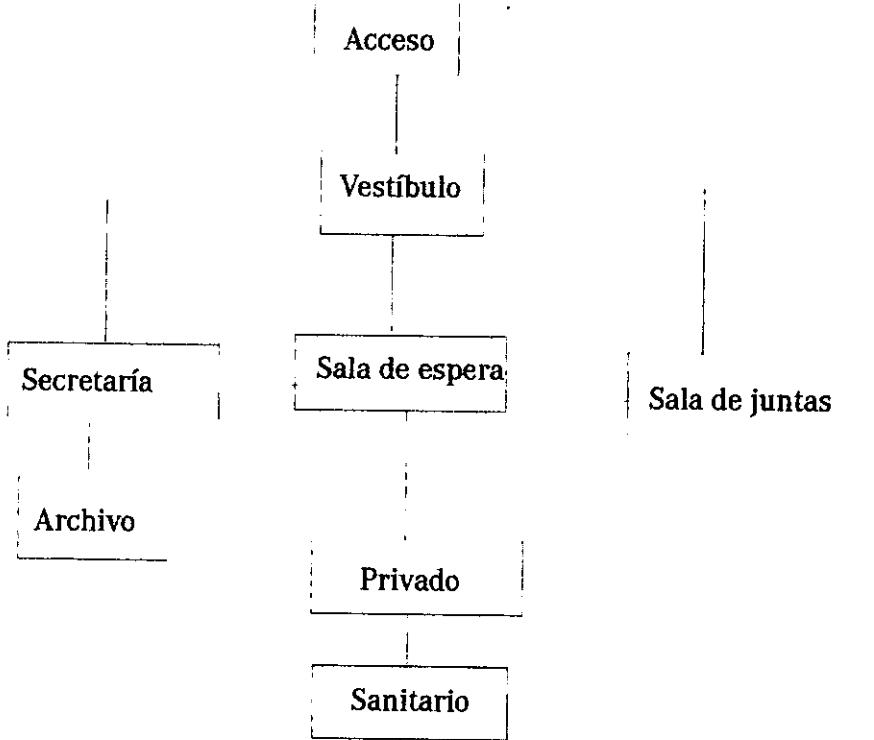 Acceso
Vestíbulo
Secretaría
Sala de espera
Sala de juntas
Archivo
Privado
Sanitario